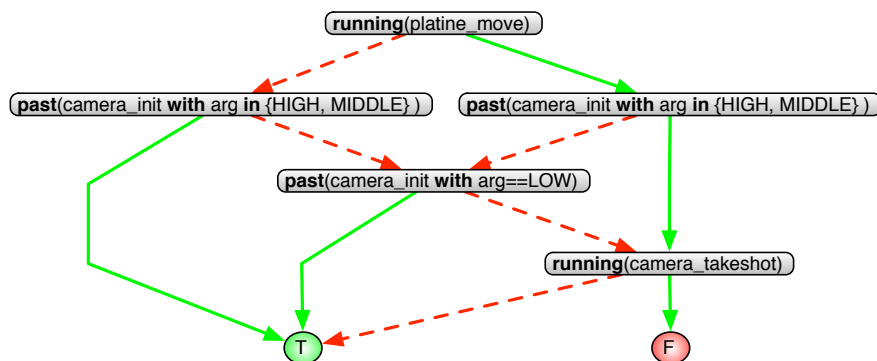 running(platine_move)
past(camera_init with arg in {HIGH, MIDDLE} )
past(camera_init with arg in {HIGH, MIDDLE} )
past(camera_init with arg==LOW)
running(camera_takeshot)
T
F